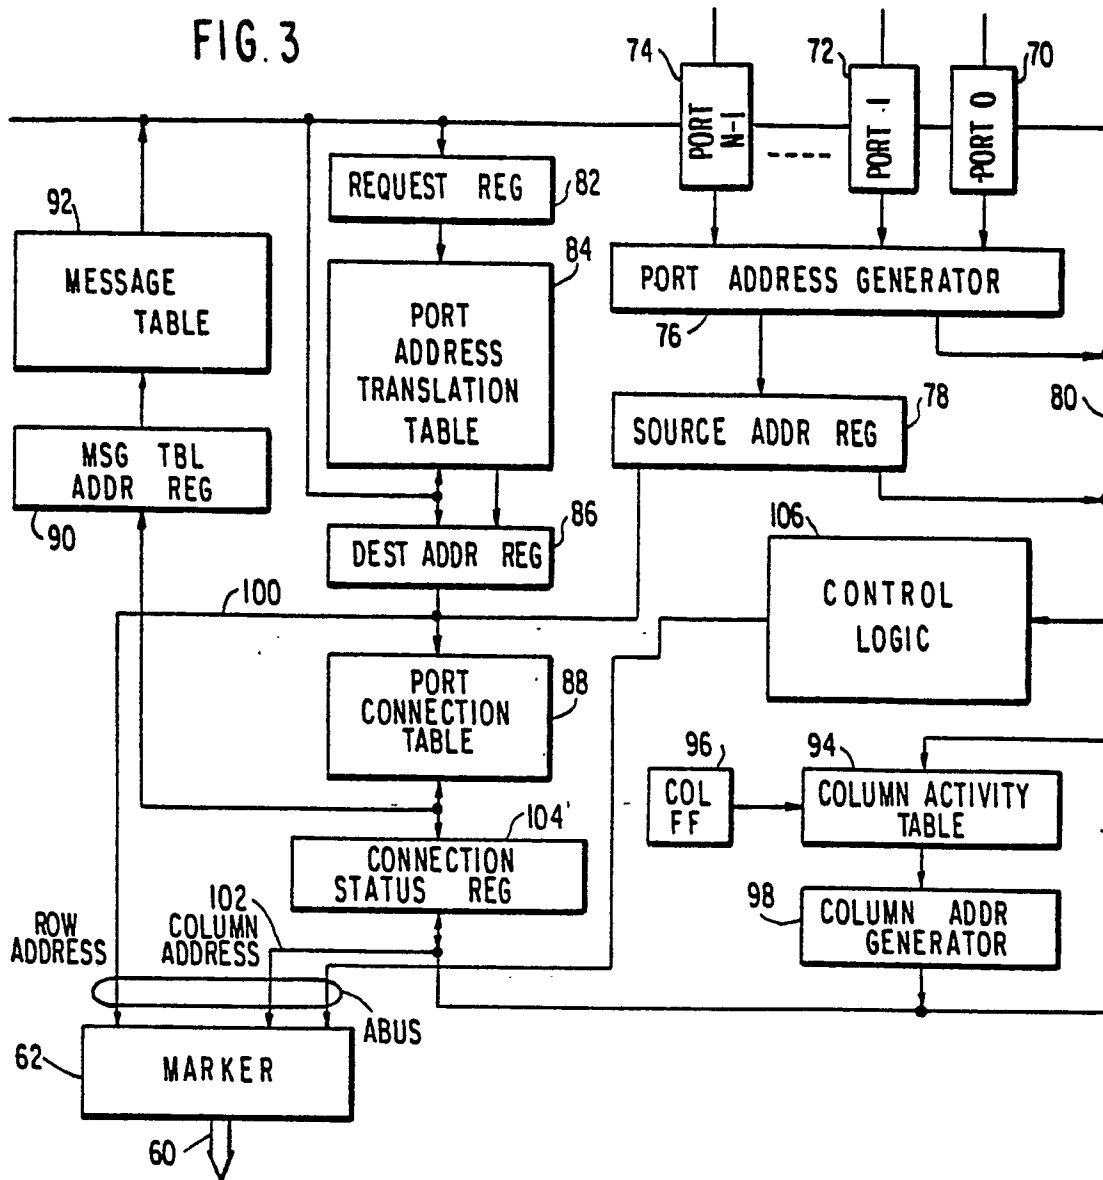 FIG. 3
74
72
70
PORT
N-1
PORT 1
PORT 0
REQUEST REG
82
92
MESSAGE
TABLE
84
PORT
ADDRESS
TRANSLATION
TABLE
PORT ADDRESS GENERATOR
76
78
80
SOURCE ADDR REG
MSG TBL
ADDR REG
90
86
DEST ADDR REG
106
CONTROL
LOGIC
100
PORT
CONNECTION
TABLE
88
96
COL
FF
94
COLUMN ACTIVITY
TABLE
104'
CONNECTION
STATUS REG
98
COLUMN ADDR
GENERATOR
102
ROW
ADDRESS
COLUMN
ADDRESS
ABUS
62
MARKER
60